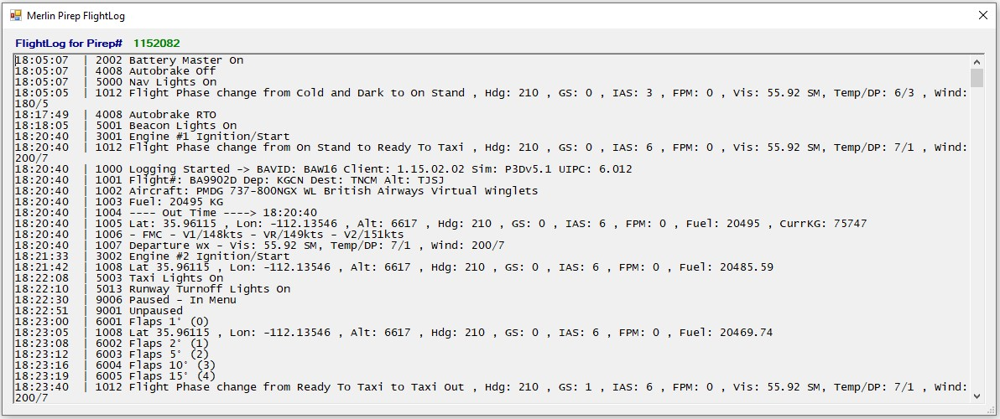 Merlin Pirep FlightLog
FlightLog for Pirep# 1152082
18:05:07 | 2002 Battery Master On
18:05:07 | 4008 Autobrake Off
18:05:07 | 5000 Nav Lights On
18:05:05 | 1012 Flight Phase change from Cold and Dark to On Stand , Hdg: 210 , GS: 0 , IAS: 3 , FPM: 0 , Vis: 55.92 SM, Temp/DP: 6/3 , Wind:
180/5
18:17:49 | 4008 Autobrake RTO
18:18:05 | 5001 Beacon Lights On
18:20:40 | 3001 Engine #1 Ignition/Start
18:20:40 | 1012 Flight Phase change from On Stand to Ready To Taxi , Hdg: 210 , GS: 0 , IAS: 6 , FPM: 0 , Vis: 55.92 SM, Temp/DP: 7/1 , Wind:
200/7
18:20:40 | 1000 Logging Started -> BAVID: BAW16 Client: 1.15.02.02 Sim: P3Dv5.1 UIPC: 6.012
18:20:40 | 1001 Flight#: BA9902D Dep: KGCN Dest: TNCM Alt: TJSJ
18:20:40 | 1002 Aircraft: PMDG 737-800NGX WL British Airways Virtual Winglets
18:20:40 | 1003 Fuel: 20495 KG
18:20:40 | 1004 ---- Out Time ----> 18:20:40
18:20:40 | 1005 Lat: 35.96115 , Lon: -112.13546 , Alt: 6617 , Hdg: 210 , GS: 0 , IAS: 6 , FPM: 0 , Fuel: 20495 , CurrKG: 75747
18:20:40 | 1006 - FMC - V1/148kts - VR/149kts - V2/151kts
18:20:40 | 1007 Departure wx - Vis: 55.92 SM, Temp/DP: 7/1 , Wind: 200/7
18:21:33 | 3002 Engine #2 Ignition/Start
18:21:42 | 1008 Lat 35.96115 , Lon: -112.13546 , Alt: 6617 , Hdg: 210 , GS: 0 , IAS: 6 , FPM: 0 , Fuel: 20485.59
18:22:08 | 5003 Taxi Lights On
18:22:10 | 5013 Runway Turnoff Lights On
18:22:30 | 9006 Paused - In Menu
18:22:51 | 9001 Unpaused
18:23:00 | 6001 Flaps 1° (0)
18:23:05 | 1008 Lat 35.96115 , Lon: -112.13546 , Alt: 6617 , Hdg: 210 , GS: 0 , IAS: 6 , FPM: 0 , Fuel: 20469.74
18:23:08 | 6002 Flaps 2° (1)
18:23:12 | 6003 Flaps 5° (2)
18:23:16 | 6004 Flaps 10° (3)
18:23:19 | 6005 Flaps 15° (4)
18:23:40 | 1012 Flight Phase change from Ready To Taxi to Taxi Out , Hdg: 210 , GS: 1 , IAS: 6 , FPM: 0 , Vis: 55.92 SM, Temp/DP: 7/1 , Wind:
200/7